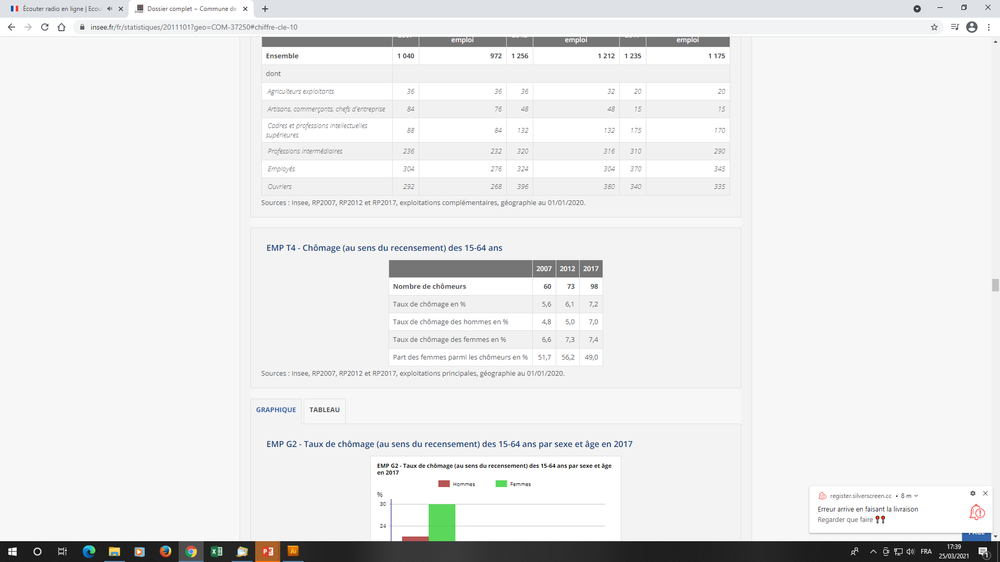 Écouter radio en ligne | Ecou
Dossier complet − Commune de
insee.fr/fr/statistiques/2011101?geo=COM-37250#chiffre-cle-10
emploi emploi emploi
Ensemble 1 040 972 1 256 1 212 1 235 1 175
dont
Agriculteurs exploitants 36 36 36 32 20 20
Artisans, commerçants, chefs d'entreprise 84 76 48 48 15 15
Cadres et professions intellectuelles
supérieures 88 84 132 132 175 170
Professions intermédiaires 236 232 320 316 310 290
Employés 304 276 324 304 370 345
Ouvriers 292 268 396 380 340 335
Sources : Insee, RP2007, RP2012 et RP2017, exploitations complémentaires, géographie au 01/01/2020.
EMP T4 - Chômage (au sens du recensement) des 15-64 ans
2007 2012 2017
Nombre de chômeurs 60 73 98
Taux de chômage en % 5,6 6,1 7,2
Taux de chômage des hommes en % 4,8 5,0 7,0
Taux de chômage des femmes en % 6,6 7,3 7,4
Part des femmes parmi les chômeurs en % 51,7 56,2 49,0
Sources : Insee, RP2007, RP2012 et RP2017, exploitations principales, géographie au 01/01/2020.
GRAPHIQUE TABLEAU
EMP G2 - Taux de chômage (au sens du recensement) des 15-64 ans par sexe et âge en 2017
EMP G2 - Taux de chômage (au sens du recensement) des 15-64 ans par sexe et âge
en 2017
Hommes Femmes
%
30
24
register.silverscreen.cc • 8 m
Erreur arrive en faisant la livraison
Regarder que faire
PAGE
FRA
17:39
25/03/2021
1